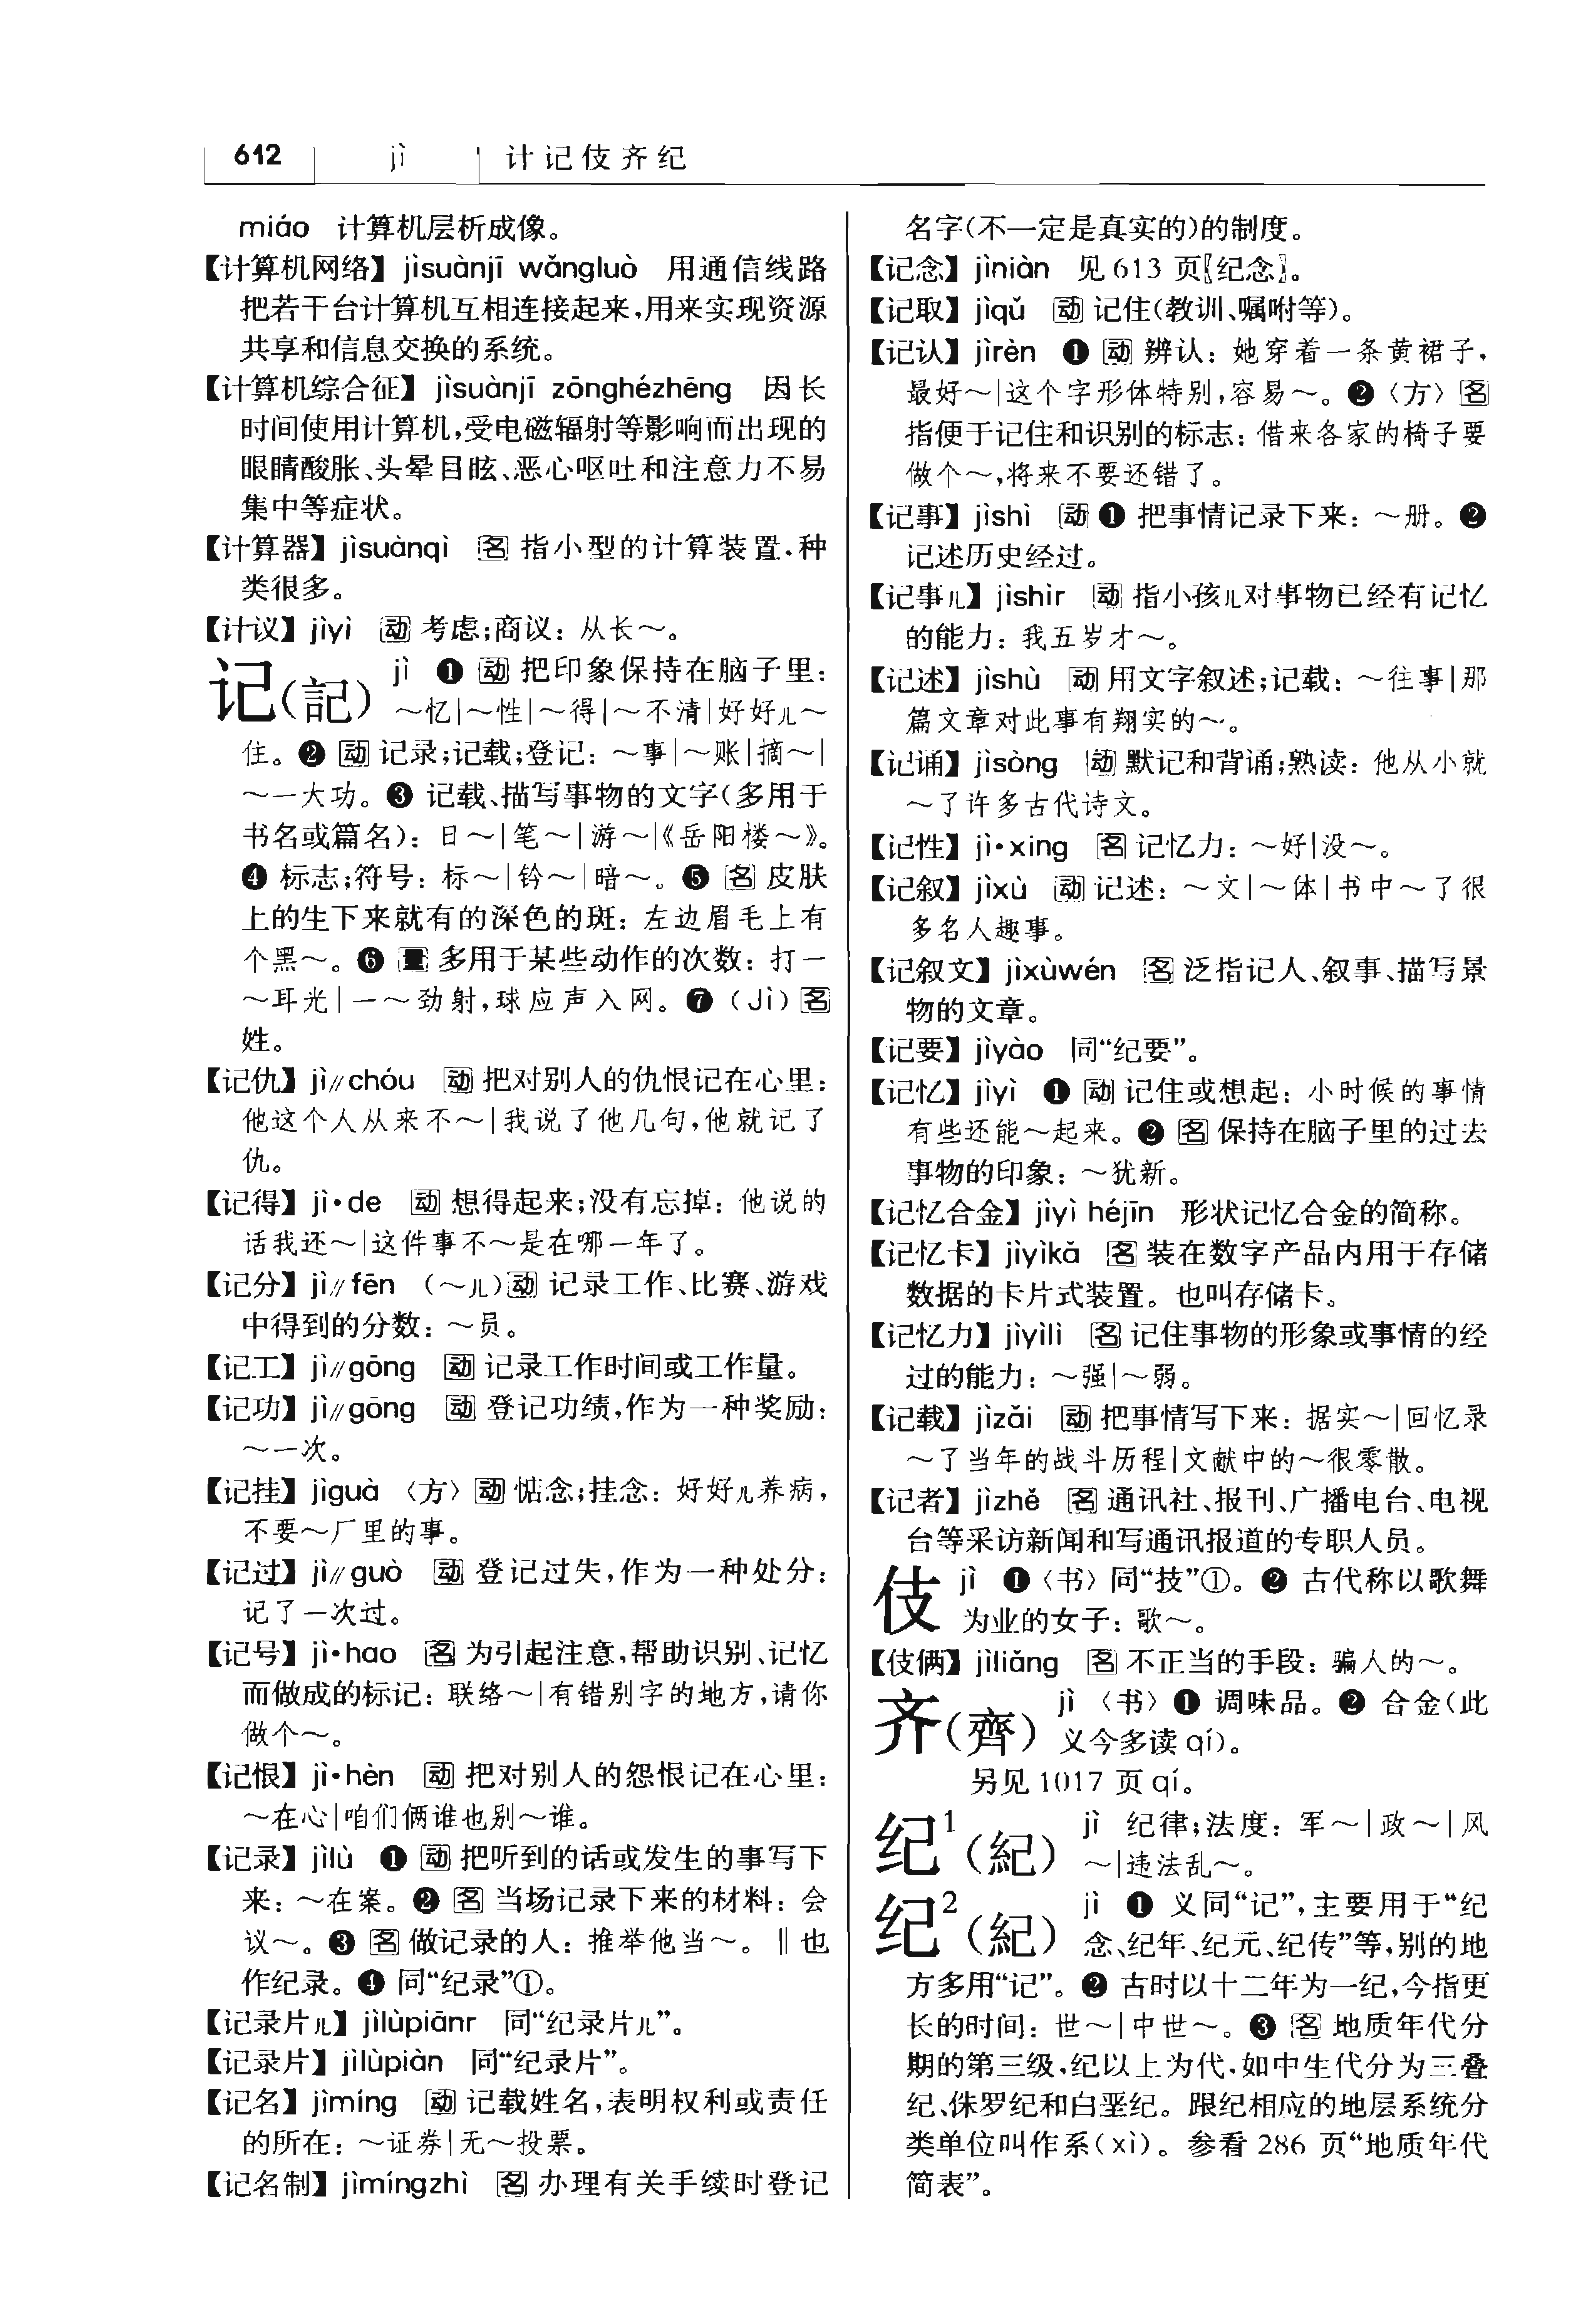 612 jì 计记伎齐纪
miáo 计算机层析成像。
【计算机网络】 jìsuànjī wǎngluò 用通信线路
把若干台计算机互相连接起来,用来实现资源
共享和信息交换的系统。
【计算机综合征】 jìsuànjī zōnghézhēng 因长
时间使用计算机,受电磁辐射等影响而出现的
眼睛酸胀、头晕目眩、恶心呕吐和注意力不易
集中等症状。
【计算器】 jìsuànqì 名 指小型的计算装置,种
类很多。
【计议】 jìyì 动 考虑;商议：从长～。
记(記) jì ❶ 动 把印象保持在脑子里：
～忆|～性|～得|～不清|好好儿～
住。❷ 动 记录;记载;登记：～事|～账|摘～|
～一大功。❸ 记载、描写事物的文字(多用于
书名或篇名)：日～|笔～|游～|《岳阳楼～》。
❹ 标志;符号：标～|钤～|暗～。❺ 名 皮肤
上的生下来就有的深色的斑：左边眉毛上有
个黑～。❻ 量 多用于某些动作的次数：打一
～耳光|一～劲射,球应声入网。❼ (Jì) 名
姓。
【记仇】 jì//chóu 动 把对别人的仇恨记在心里：
他这个人从来不～|我说了他几句,他就记了
仇。
【记得】 jì·de 动 想得起来;没有忘掉：他说的
话我还～|这件事不～是在哪一年了。
【记分】 jì//fēn (～儿) 动 记录工作、比赛、游戏
中得到的分数：～员。
【记工】 jì//gōng 动 记录工作时间或工作量。
【记功】 jì//gōng 动 登记功绩,作为一种奖励：
～一次。
【记挂】 jìguà 〈方〉 动 惦念;挂念：好好儿养病,
不要～厂里的事。
【记过】 jì//guò 动 登记过失,作为一种处分：
记了一次过。
【记号】 jì·hao 名 为引起注意,帮助识别、记忆
而做成的标记：联络～|有错别字的地方,请你
做个～。
【记恨】 jì·hèn 动 把对别人的怨恨记在心里：
～在心|咱们俩谁也别～谁。
【记录】 jìlù ❶ 动 把听到的话或发生的事写下
来：～在案。❷ 名 当场记录下来的材料：会
议～。❸ 名 做记录的人：推举他当～。‖也
作纪录。❹ 同“纪录”①。
【记录片儿】 jìlùpiānr 同“纪录片儿”。
【记录片】 jìlùpiàn 同“纪录片”。
【记名】 jìmíng 动 记载姓名,表明权利或责任
的所在：～证券|无～投票。
【记名制】 jìmíngzhì 名 办理有关手续时登记
名字(不一定是真实的)的制度。
【记念】 jìniàn 见 613 页〖纪念〗。
【记取】 jìqǔ 动 记住(教训、嘱咐等)。
【记认】 jìrèn ❶ 动 辨认：她穿着一条黄裙子,
最好～|这个字形体特别,容易～。❷〈方〉 名
指便于记住和识别的标志：借来各家的椅子要
做个～,将来不要还错了。
【记事】 jìshì 动 ❶ 把事情记录下来：～册。❷
记述历史经过。
【记事儿】 jìshìr 动 指小孩儿对事物已经有记忆
的能力：我五岁才～。
【记述】 jìshù 动 用文字叙述;记载：～往事|那
篇文章对此事有翔实的～。
【记诵】 jìsòng 动 默记和背诵;熟读：他从小就
～了许多古代诗文。
【记性】 jì·xing 名 记忆力：～好|没～。
【记叙】 jìxù 动 记述：～文|～体|书中～了很
多名人趣事。
【记叙文】 jìxùwén 名 泛指记人、叙事、描写景
物的文章。
【记要】 jìyào 同“纪要”。
【记忆】 jìyì ❶ 动 记住或想起：小时候的事情
有些还能～起来。❷ 名 保持在脑子里的过去
事物的印象：～犹新。
【记忆合金】 jìyì héjīn 形状记忆合金的简称。
【记忆卡】 jìyìkǎ 名 装在数字产品内用于存储
数据的卡片式装置。也叫存储卡。
【记忆力】 jìyìlì 名 记住事物的形象或事情的经
过的能力：～强|～弱。
【记载】 jìzǎi 动 把事情写下来：据实～|回忆录
～了当年的战斗历程|文献中的～很零散。
【记者】 jìzhě 名 通讯社、报刊、广播电台、电视
台等采访新闻和写通讯报道的专职人员。
伎 jì ❶〈书〉同“技”①。❷ 古代称以歌舞
为业的女子：歌～。
【伎俩】 jìliǎng 名 不正当的手段：骗人的～。
齐(齊) jì 〈书〉❶ 调味品。❷ 合金(此
义今多读 qí)。
另见 1017 页 qí。
纪¹(紀) jì 纪律;法度：军～|政～|风
～|违法乱～。
纪²(紀) jì ❶ 义同“记”,主要用于“纪
念、纪年、纪元、纪传”等,别的地
方多用“记”。❷ 古时以十二年为一纪,今指更
长的时间：世～|中世～。❸ 名 地质年代分
期的第三级,纪以上为代,如中生代分为三叠
纪、侏罗纪和白垩纪。跟纪相应的地层系统分
类单位叫作系(xì)。参看 286 页“地质年代
简表”。